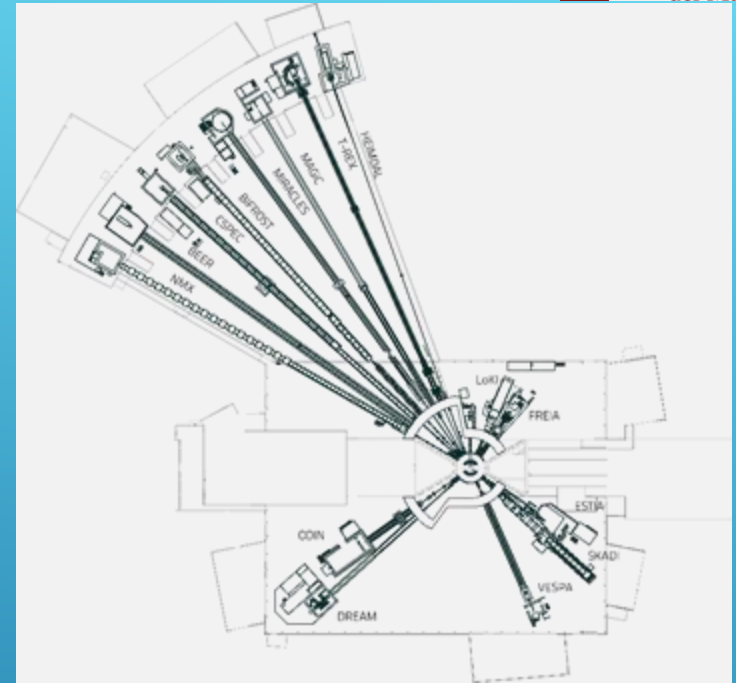 HEIMDAL
T-REX
MAGIC
MIRACLES
BIFROST
CSPEC
BEER
NMX
LoKI
FREIA
ESTIA
SKADI
VESPA
COIN
DREAM